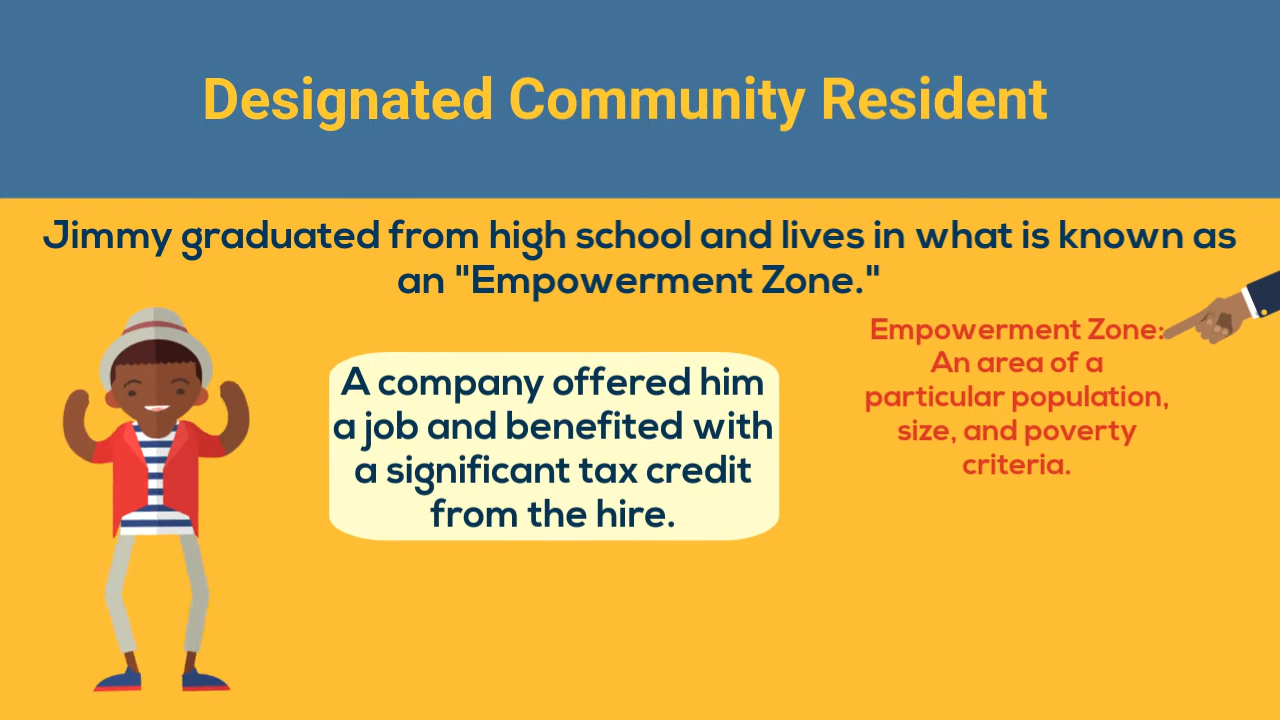 Designated Community Resident
Jimmy graduated from high school and lives in what is known as
an "Empowerment Zone."
A company offered him
a job and benefited with
a significant tax credit
from the hire.
Empowerment Zone:
An area of a
particular population,
size, and poverty
criteria.